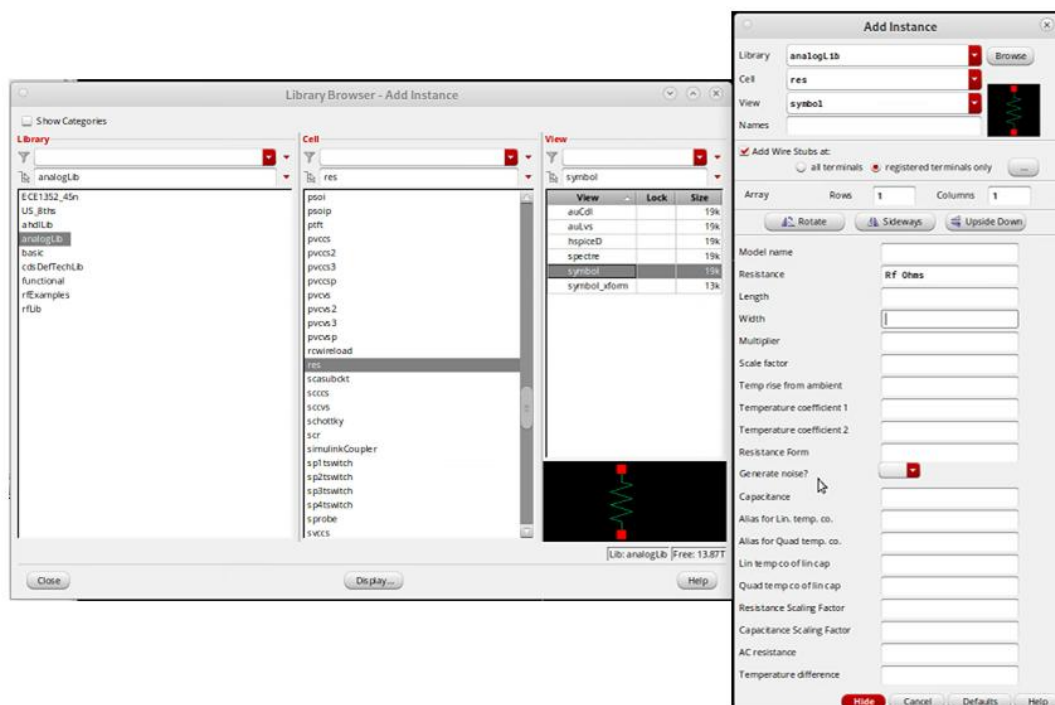 Library Browser - Add Instance
Show Categories
Library
analogLib
ECE1352_45n
US_8ths
ahdlLib
analogLib
basic
cdsDefTechLib
functional
rfExamples
rfLib
Cell
res
psoi
psoip
ptft
pvccs
pvccs2
pvccs3
pvccsp
pvcvs
pvcvs2
pvcvs3
pvcvsp
rcwireload
res
scasubckt
scccs
sccvs
schottky
scr
simulinkCoupler
sp1tswitch
sp2tswitch
sp3tswitch
sp4tswitch
sprobe
svccs
View
symbol
View Lock Size
auCdl 19k
auLvs 19k
hspiceD 19k
spectre 19k
symbol 19k
symbol_xform 13k
Lib: analogLib Free: 13.87T
Close Display... Help
Add Instance
Library analogLib Browse
Cell res
View symbol
Names
Add Wire Stubs at:
all terminals registered terminals only ...
Array Rows 1 Columns 1
Rotate Sideways Upside Down
Model name
Resistance Rf Ohms
Length
Width
Multiplier
Scale factor
Temp rise from ambient
Temperature coefficient 1
Temperature coefficient 2
Resistance Form
Generate noise?
Capacitance
Alias for Lin. temp. co.
Alias for Quad temp. co.
Lin temp co of lin cap
Quad temp co of lin cap
Resistance Scaling Factor
Capacitance Scaling Factor
AC resistance
Temperature difference
Hide Cancel Defaults Help